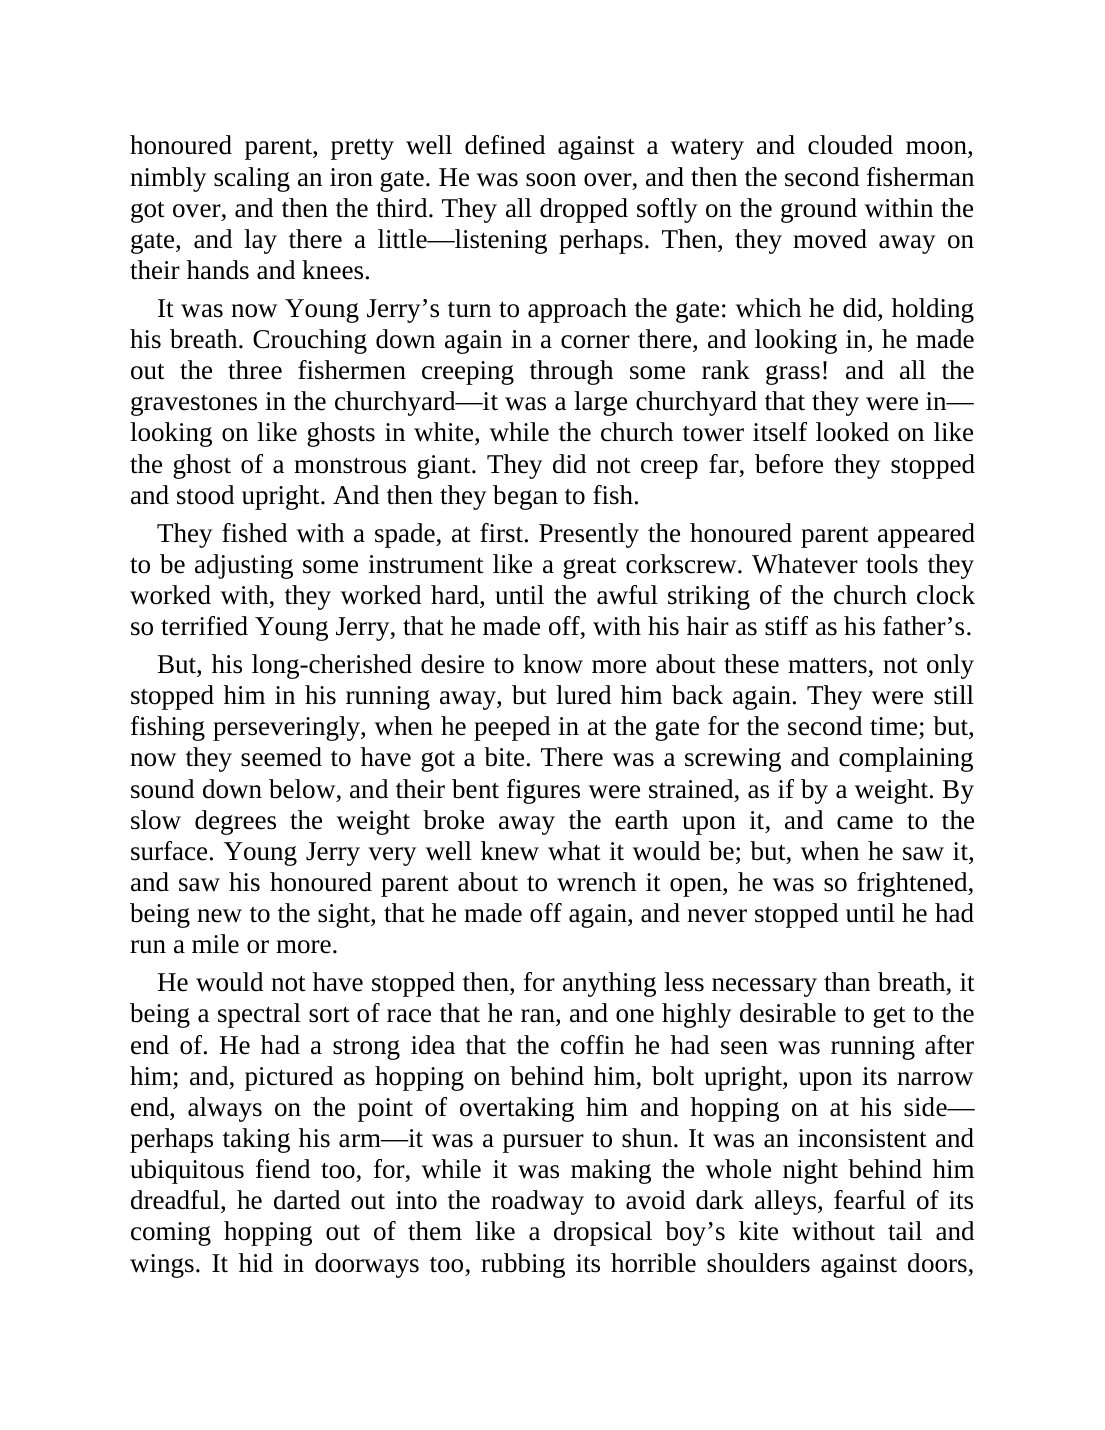 honoured parent, pretty well defined against a watery and clouded moon,
nimbly scaling an iron gate. He was soon over, and then the second fisherman
got over, and then the third. They all dropped softly on the ground within the
gate, and lay there a little—listening perhaps. Then, they moved away on
their hands and knees.
It was now Young Jerry’s turn to approach the gate: which he did, holding
his breath. Crouching down again in a corner there, and looking in, he made
out the three fishermen creeping through some rank grass! and all the
gravestones in the churchyard—it was a large churchyard that they were in—
looking on like ghosts in white, while the church tower itself looked on like
the ghost of a monstrous giant. They did not creep far, before they stopped
and stood upright. And then they began to fish.
They fished with a spade, at first. Presently the honoured parent appeared
to be adjusting some instrument like a great corkscrew. Whatever tools they
worked with, they worked hard, until the awful striking of the church clock
so terrified Young Jerry, that he made off, with his hair as stiff as his father’s.
But, his long-cherished desire to know more about these matters, not only
stopped him in his running away, but lured him back again. They were still
fishing perseveringly, when he peeped in at the gate for the second time; but,
now they seemed to have got a bite. There was a screwing and complaining
sound down below, and their bent figures were strained, as if by a weight. By
slow degrees the weight broke away the earth upon it, and came to the
surface. Young Jerry very well knew what it would be; but, when he saw it,
and saw his honoured parent about to wrench it open, he was so frightened,
being new to the sight, that he made off again, and never stopped until he had
run a mile or more.
He would not have stopped then, for anything less necessary than breath, it
being a spectral sort of race that he ran, and one highly desirable to get to the
end of. He had a strong idea that the coffin he had seen was running after
him; and, pictured as hopping on behind him, bolt upright, upon its narrow
end, always on the point of overtaking him and hopping on at his side—
perhaps taking his arm—it was a pursuer to shun. It was an inconsistent and
ubiquitous fiend too, for, while it was making the whole night behind him
dreadful, he darted out into the roadway to avoid dark alleys, fearful of its
coming hopping out of them like a dropsical boy’s kite without tail and
wings. It hid in doorways too, rubbing its horrible shoulders against doors,